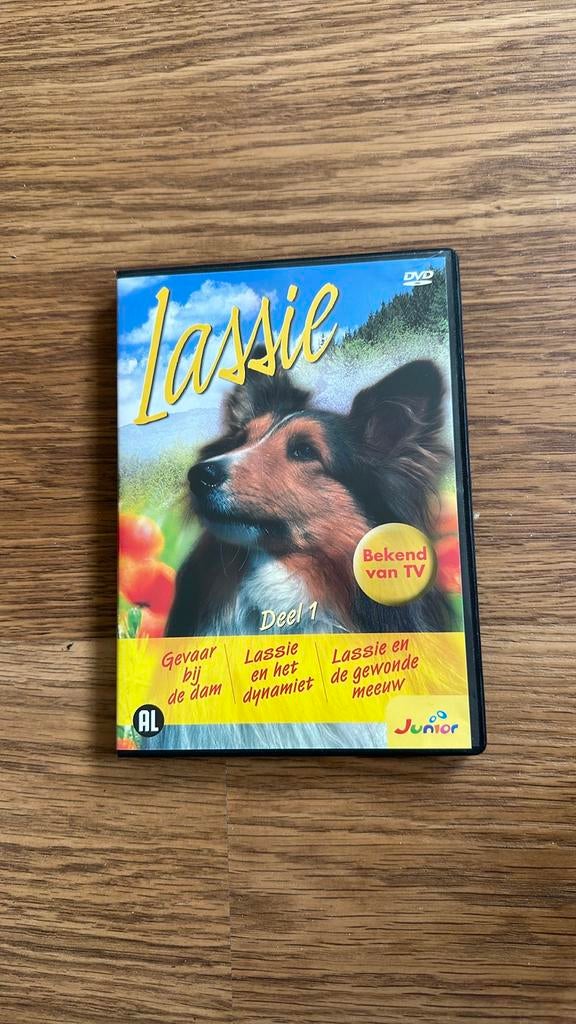 DVD
Lassie
Bekend
van TV
Deel 1
Gevaar
bij
de dam
Lassie
en het
dynamiet
Lassie en
de gewonde
meeuw
AL
Junior